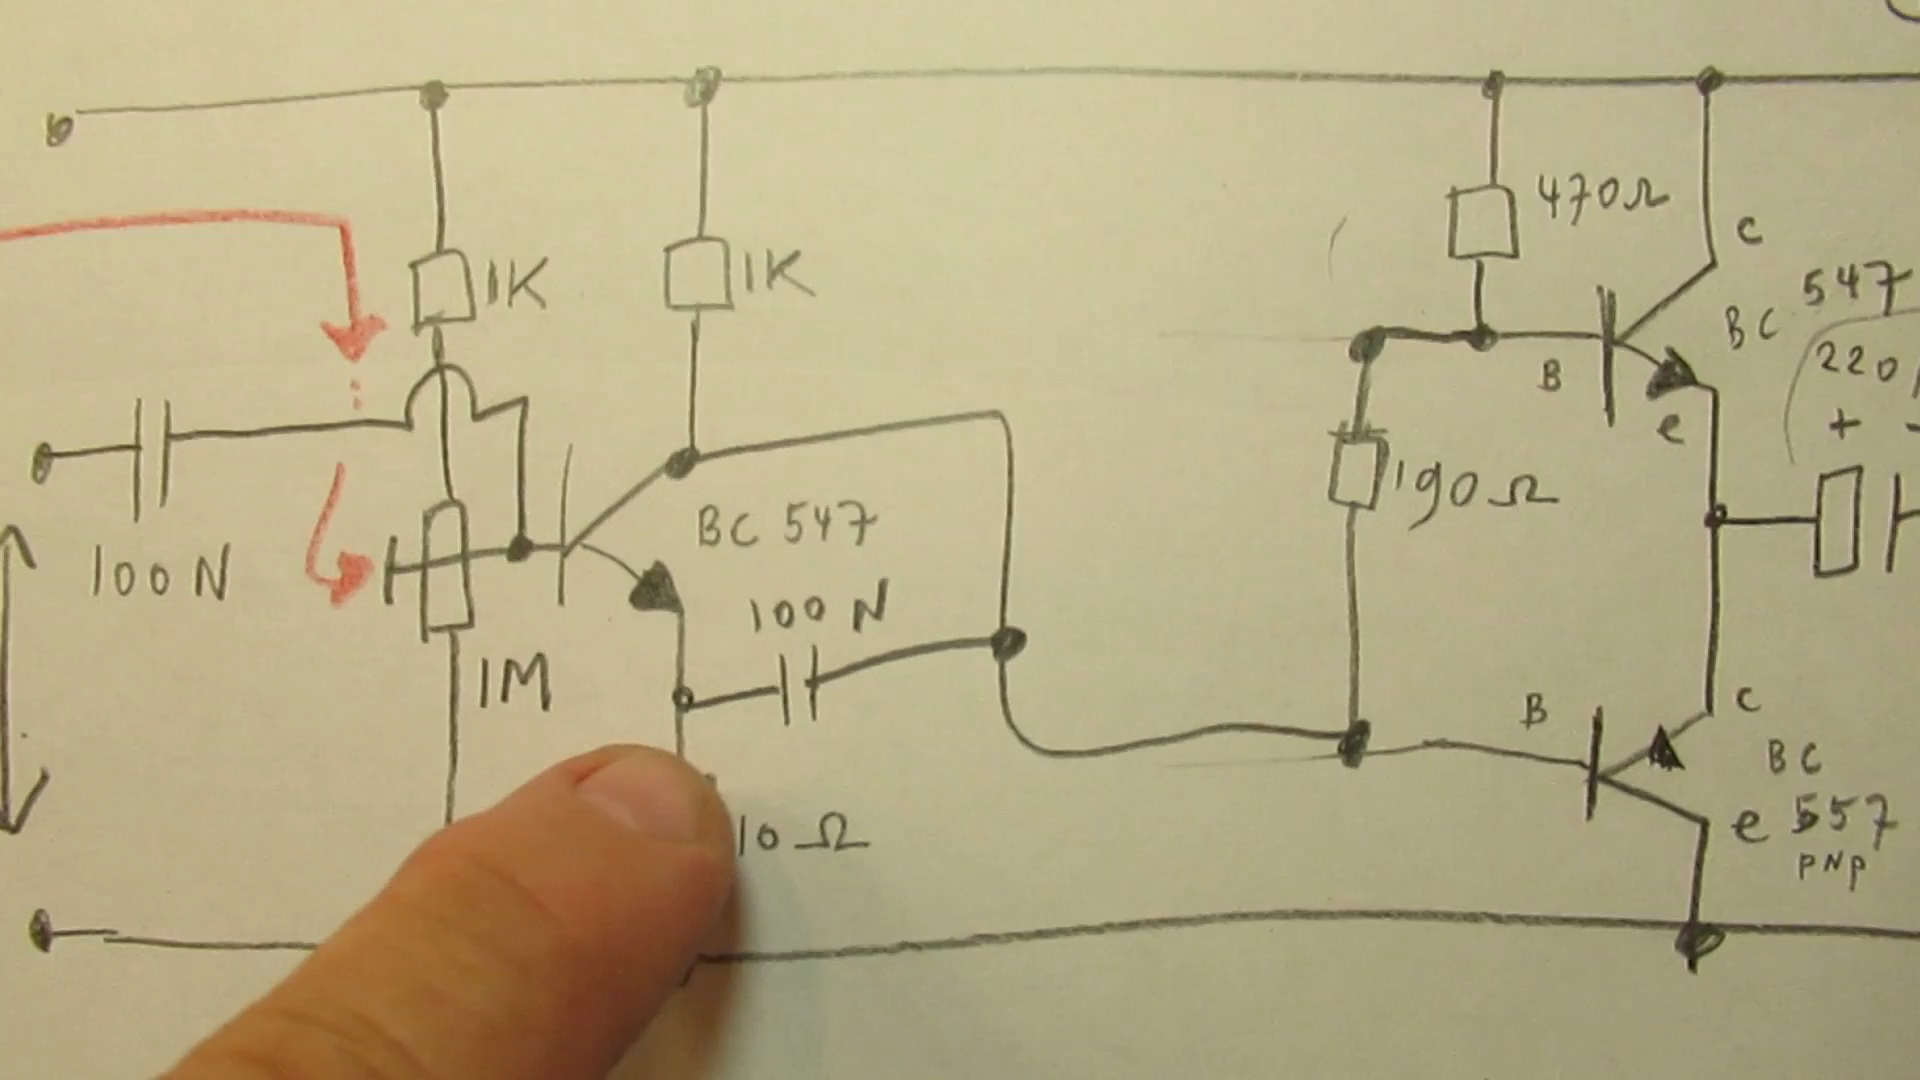 470Ω
C
1K
1K
547
BC
220
B
e
+
190Ω
BC 547
100N
100N
1M
B
C
BC
10Ω
e 557
PNP